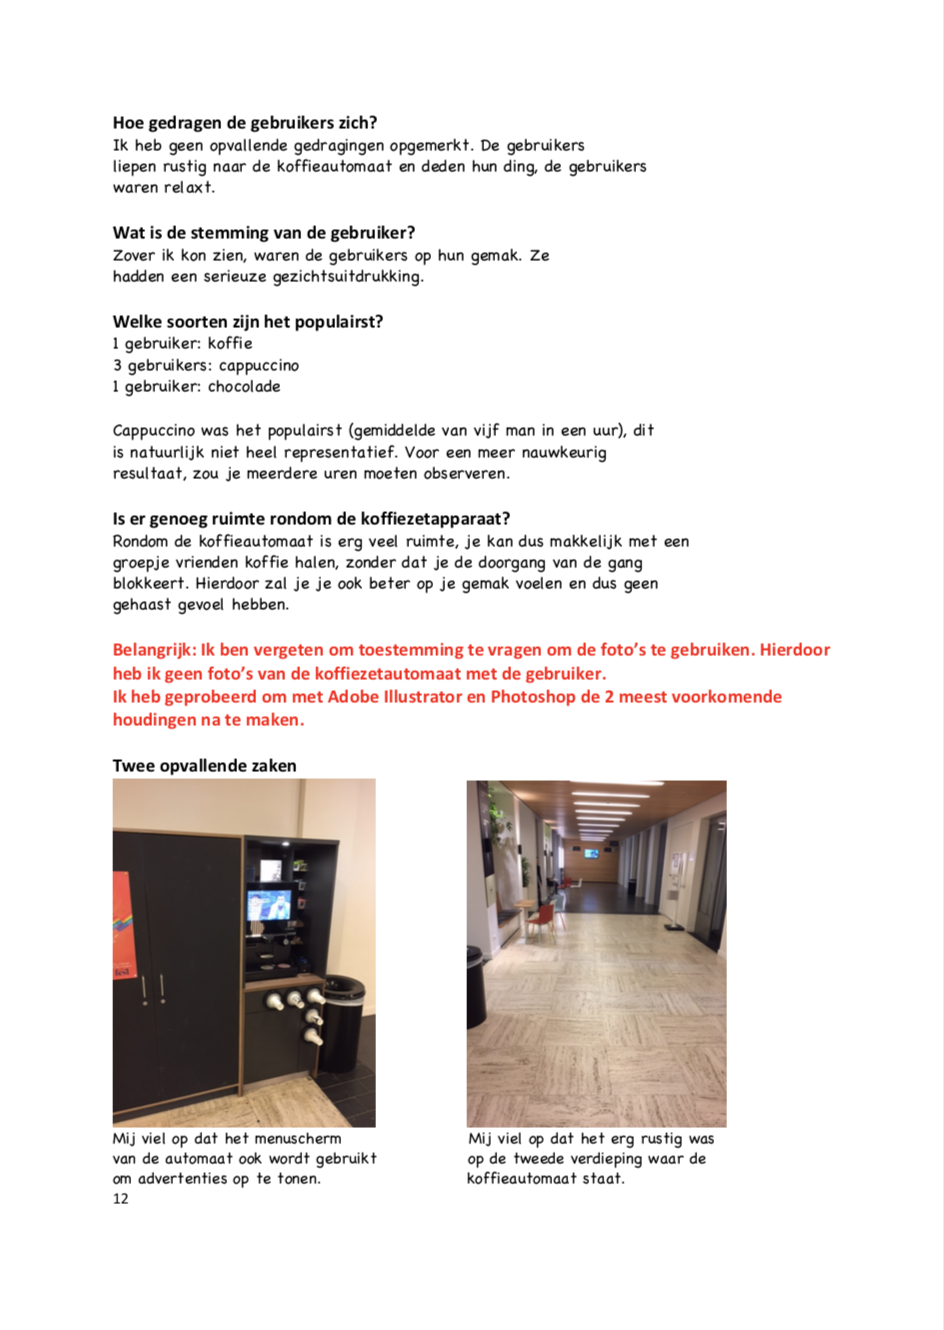 Hoe gedragen de gebruikers zich?
Ik heb geen opvallende gedragingen opgemerkt. De gebruikers
liepen rustig naar de koffieautomaat en deden hun ding, de gebruikers
waren relaxt.
Wat is de stemming van de gebruiker?
Zover ik kon zien, waren de gebruikers op hun gemak. Ze
hadden een serieuze gezichtsuitdrukking.
Welke soorten zijn het populairst?
1 gebruiker: koffie
3 gebruikers: cappuccino
1 gebruiker: chocolade
Cappuccino was het populairst (gemiddelde van vijf man in een uur), dit
is natuurlijk niet heel representatief. Voor een meer nauwkeurig
resultaat, zou je meerdere uren moeten observeren.
Is er genoeg ruimte rondom de koffiezetapparaat?
Rondom de koffieautomaat is erg veel ruimte, je kan dus makkelijk met een
groepje vrienden koffie halen, zonder dat je de doorgang van de gang
blokkeert. Hierdoor zal je je ook beter op je gemak voelen en dus geen
gehaast gevoel hebben.
Belangrijk: Ik ben vergeten om toestemming te vragen om de foto's te gebruiken. Hierdoor
heb ik geen foto's van de koffiezetautomaat met de gebruiker.
Ik heb geprobeerd om met Adobe Illustrator en Photoshop de 2 meest voorkomende
houdingen na te maken.
Twee opvallende zaken
Mij viel op dat het menuscherm
van de automaat ook wordt gebruikt
om advertenties op te tonen.
Mij viel op dat het erg rustig was
op de tweede verdieping waar de
koffieautomaat staat.
12